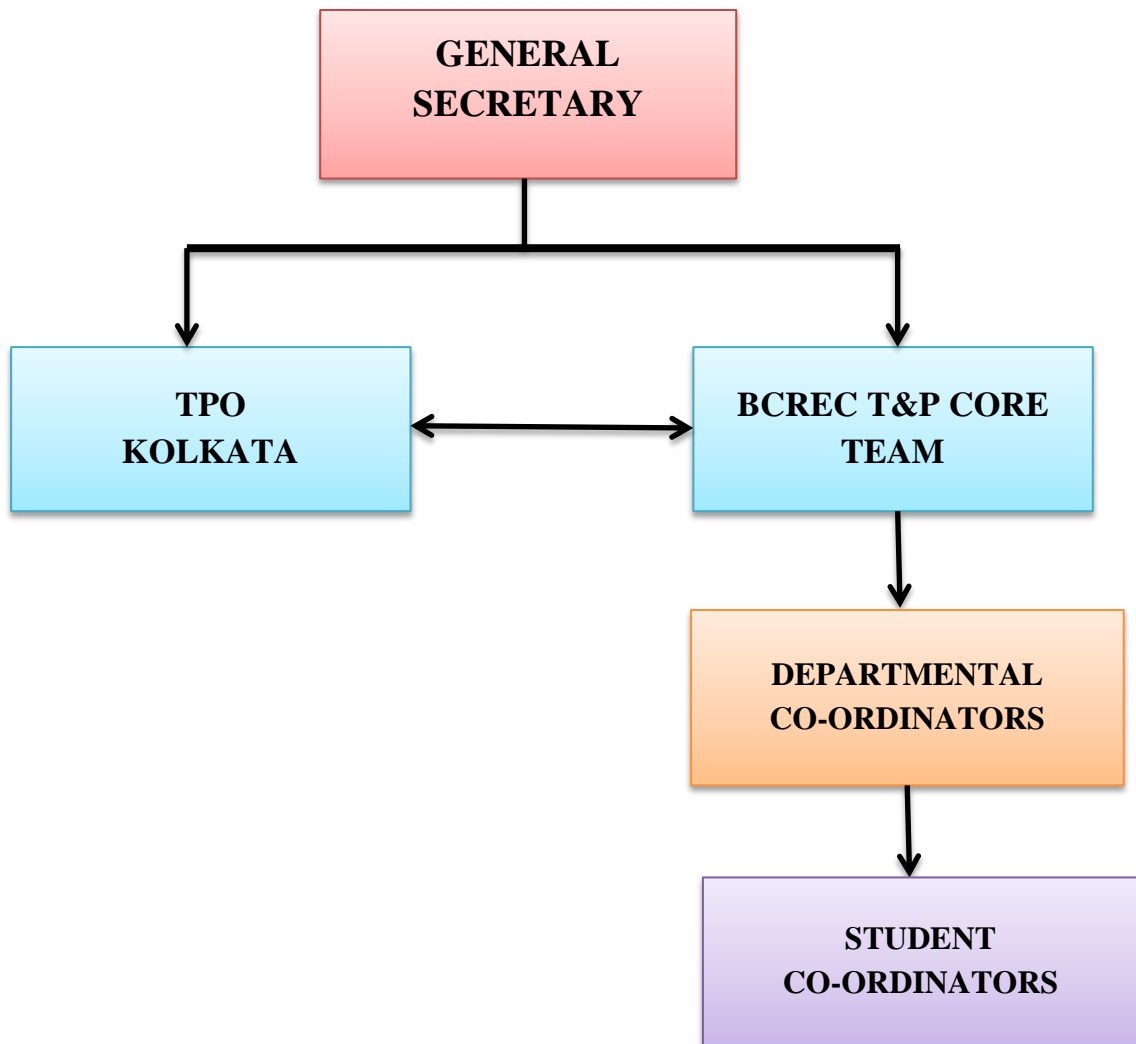 GENERAL
SECRETARY
TPO
KOLKATA
BCREC T&P CORE
TEAM
DEPARTMENTAL
CO-ORDINATORS
STUDENT
CO-ORDINATORS